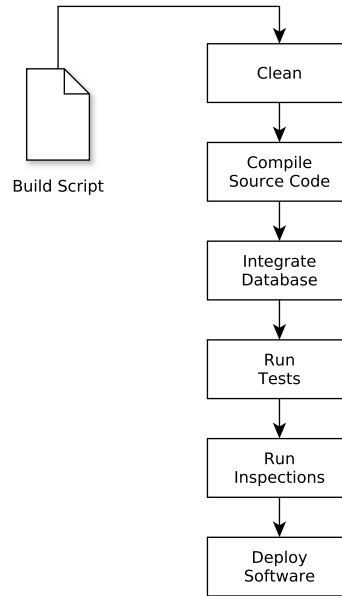 Clean
Build Script
Compile
Source Code
Integrate
Database
Run
Tests
Run
Inspections
Deploy
Software